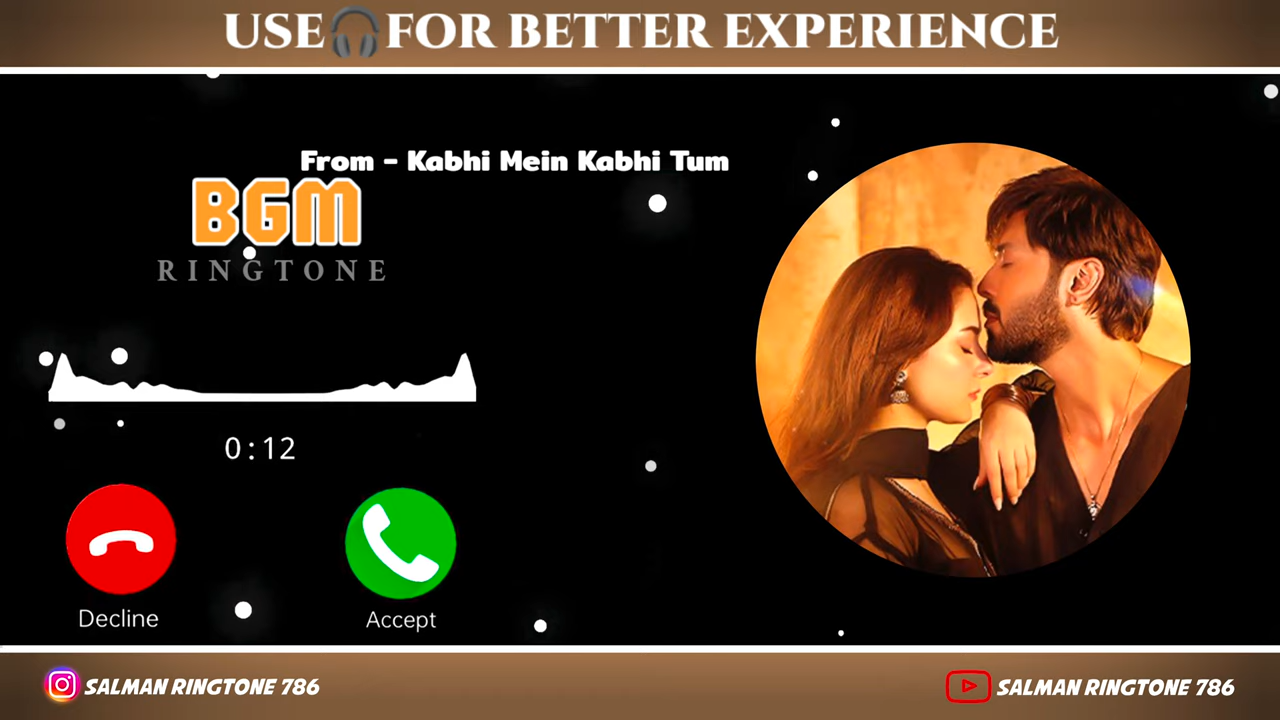 USE🎧FOR BETTER EXPERIENCE
From - Kabhi Mein Kabhi Tum
BGM
RINGTONE
0:12
Decline
Accept
SALMAN RINGTONE 786
SALMAN RINGTONE 786